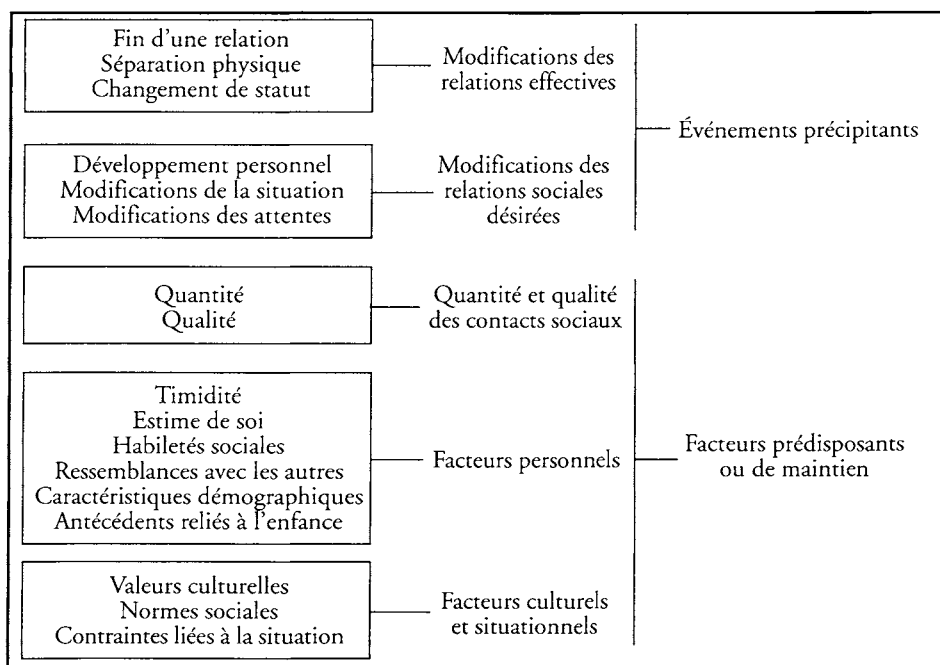 Fin d'une relation
Séparation physique
Changement de statut
Modifications des
relations effectives
Événements précipitants
Développement personnel
Modifications de la situation
Modifications des attentes
Modifications des
relations sociales
désirées
Quantité
Qualité
Quantité et qualité
des contacts sociaux
Timidité
Estime de soi
Habiletés sociales
Ressemblances avec les autres
Caractéristiques démographiques
Antécédents reliés à l'enfance
Facteurs personnels
Facteurs prédisposants
ou de maintien
Valeurs culturelles
Normes sociales
Contraintes liées à la situation
Facteurs culturels
et situationnels